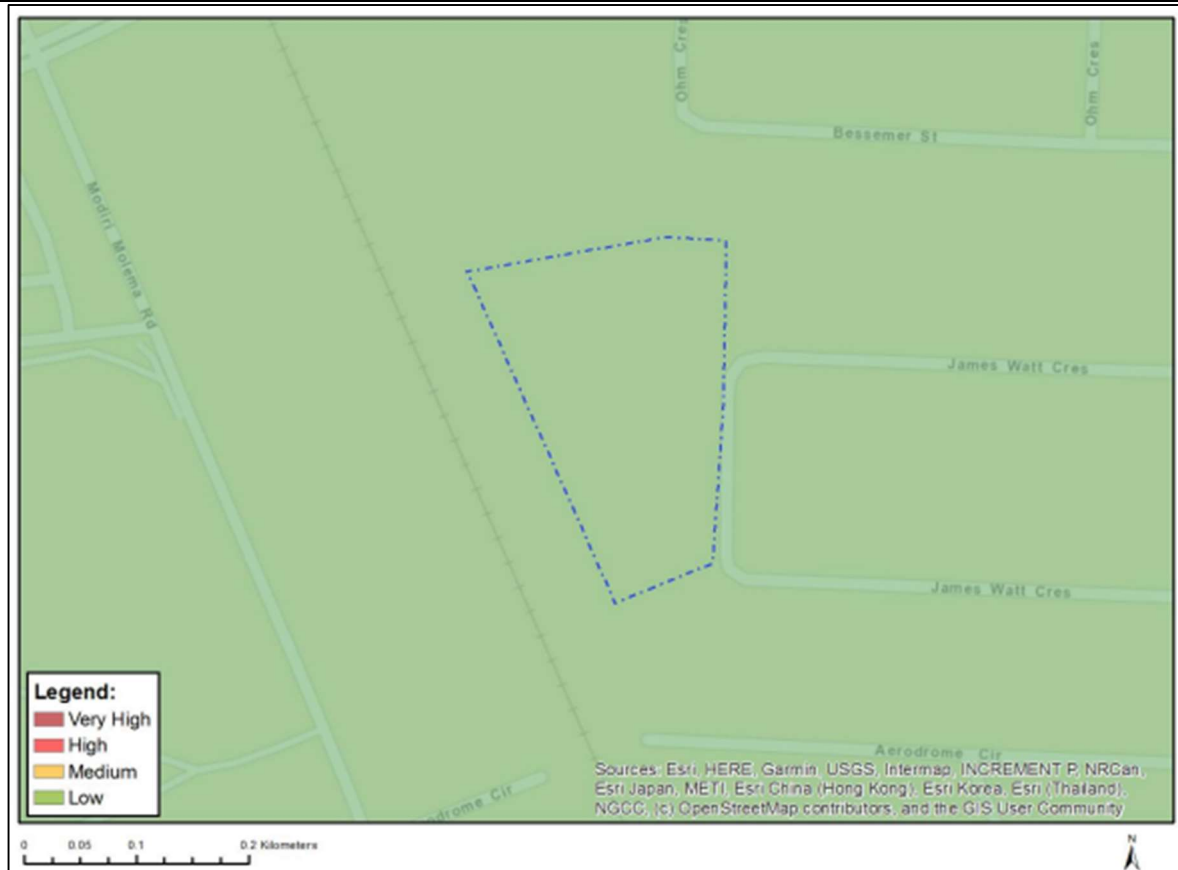 Ohm Cres
Ohm Cres
Bessemer St
Modiri Molema Rd
James Watt Cres
James Watt Cres
Aerodrome Cir
odrome Cir
Legend:
Very High
High
Medium
Low
Sources: Esri, HERE, Garmin, USGS, Intermap, INCREMENT P, NRCan,
Esri Japan, METI, Esri China (Hong Kong), Esri Korea, Esri (Thailand),
NGCC, (c) OpenStreetMap contributors, and the GIS User Community
0 0.05 0.1 0.2 Kilometers
N